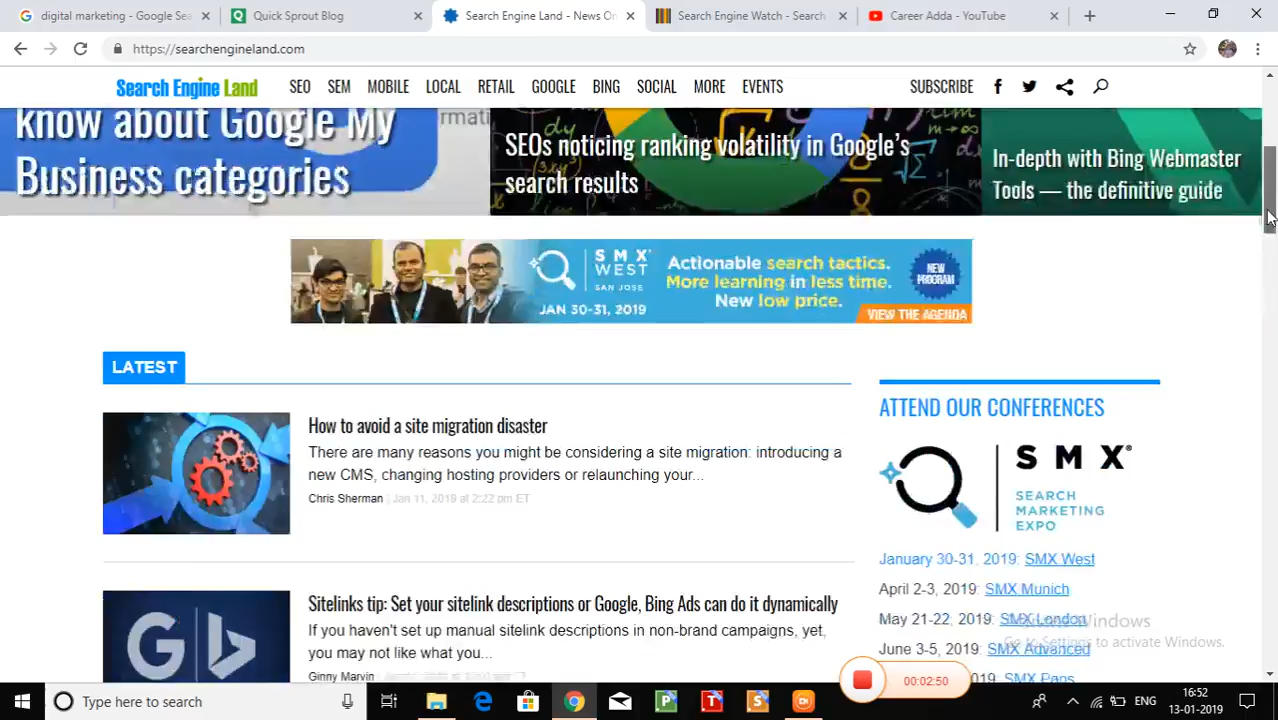 digital marketing - Google Sea
Quick Sprout Blog
Search Engine Land - News On
Search Engine Watch - Search
Career Adda - YouTube
https://searchengineland.com
Search Engine Land
SEO
SEM
MOBILE
LOCAL
RETAIL
GOOGLE
BING
SOCIAL
MORE
EVENTS
SUBSCRIBE
know about Google My
Business categories
SEOs noticing ranking volatility in Google's
search results
In-depth with Bing Webmaster
Tools — the definitive guide
SMX®
WEST
SAN JOSE
JAN 30-31, 2019
Actionable search tactics.
More learning in less time.
New low price.
NEW
PROGRAM
VIEW THE AGENDA
LATEST
How to avoid a site migration disaster
There are many reasons you might be considering a site migration: introducing a
new CMS, changing hosting providers or relaunching your...
Chris Sherman | Jan 11, 2019 at 2:22 pm ET
Sitelinks tip: Set your sitelink descriptions or Google, Bing Ads can do it dynamically
If you haven't set up manual sitelink descriptions in non-brand campaigns, yet,
you may not like what you...
Ginny Marvin
ATTEND OUR CONFERENCES
SMX®
SEARCH
MARKETING
EXPO
January 30-31, 2019: SMX West
April 2-3, 2019: SMX Munich
May 21-22, 2019: SMX London
June 3-5, 2019: SMX Advanced
2019: SMX Paris
Activate Windows
Go to Settings to activate Windows.
00:02:50
Type here to search
ENG
16:52
13-01-2019